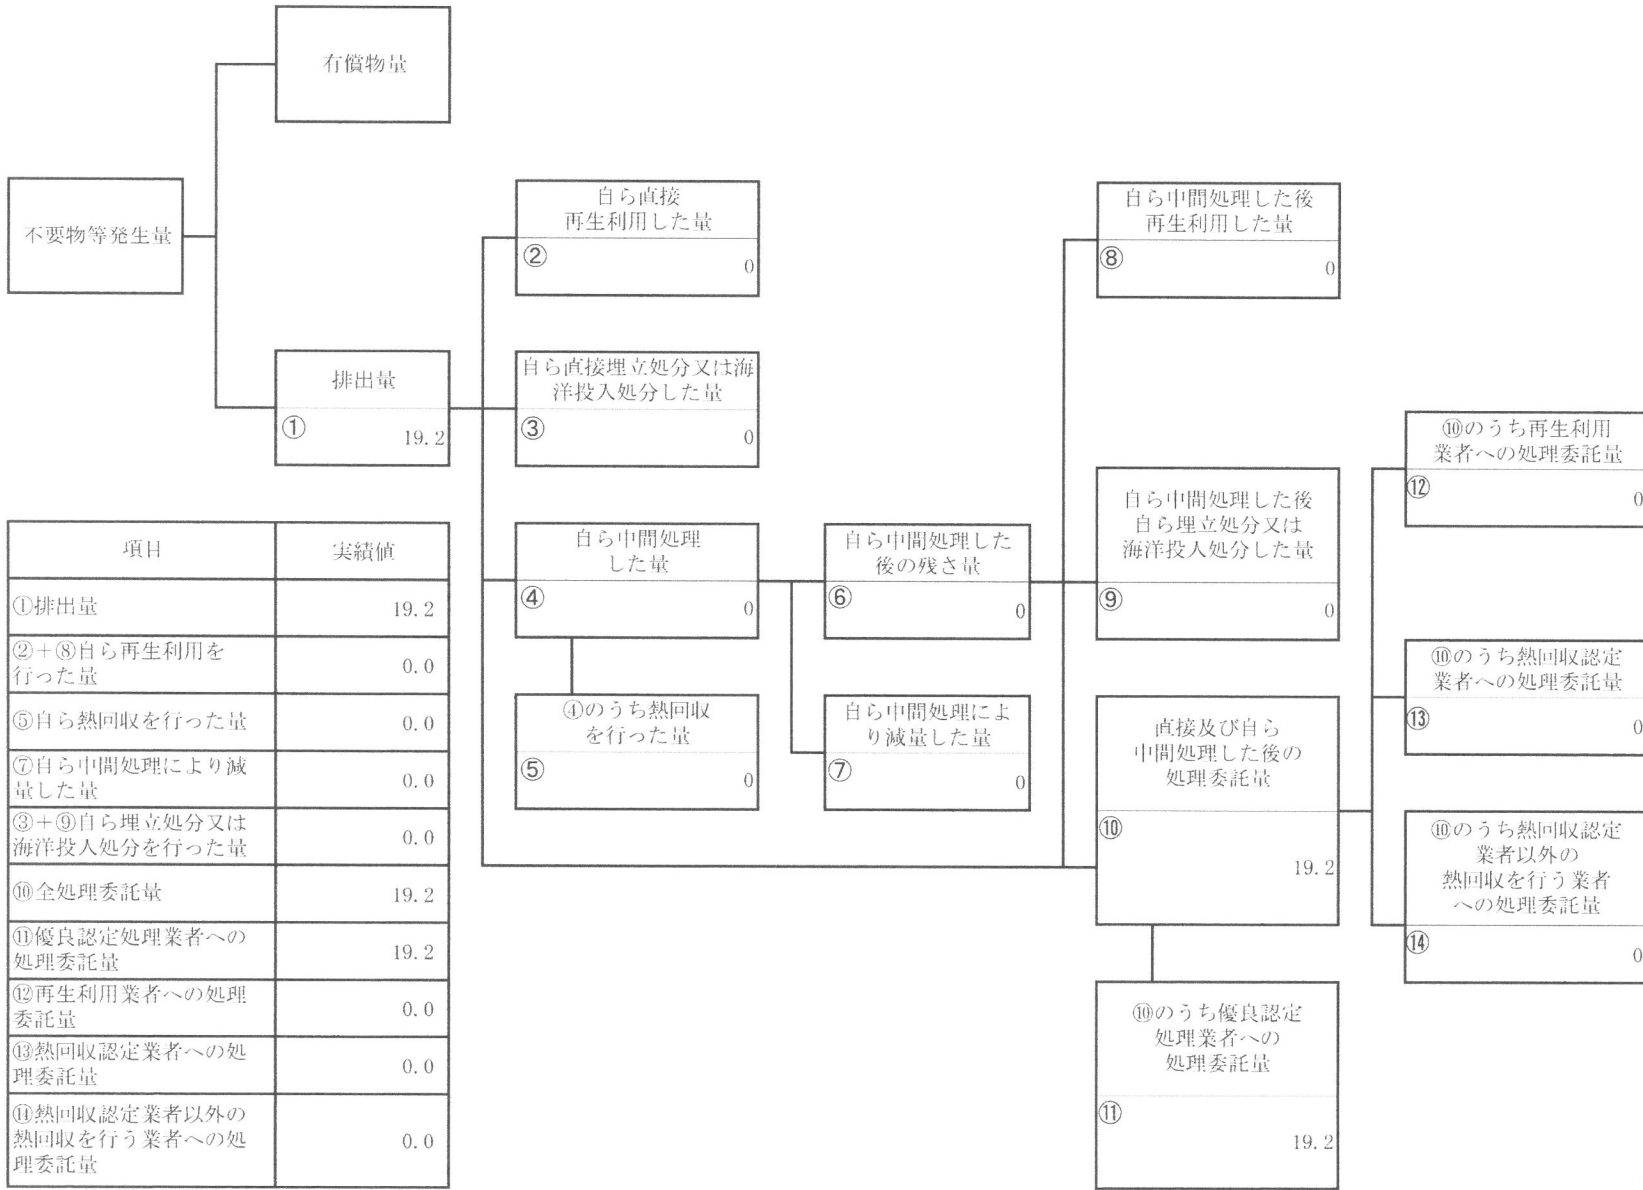 有償物量
不要物等発生量
排出量
①
19.2
自ら直接
再生利用した量
②
0
自ら直接埋立処分又は海
洋投入処分した量
③
0
自ら中間処理
した量
④
0
④のうち熱回収
を行った量
⑤
0
自ら中間処理した
後の残さ量
⑥
0
自ら中間処理によ
り減量した量
⑦
0
自ら中間処理した後
再生利用した量
⑧
0
自ら中間処理した後
自ら埋立処分又は
海洋投入処分した量
⑨
0
直接及び自ら
中間処理した後の
処理委託量
⑩
19.2
⑩のうち優良認定
処理業者への
処理委託量
⑪
19.2
⑩のうち再生利用
業者への処理委託量
⑫
0
⑩のうち熱回収認定
業者への処理委託量
⑬
0
⑩のうち熱回収認定
業者以外の
熱回収を行う業者
への処理委託量
⑭
0
項目 実績値
①排出量 19.2
②+⑧自ら再生利用を
行った量 0.0
⑤自ら熱回収を行った量 0.0
⑦自ら中間処理により減
量した量 0.0
③+⑨自ら埋立処分又は
海洋投入処分を行った量 0.0
⑩全処理委託量 19.2
⑪優良認定処理業者への
処理委託量 19.2
⑫再生利用業者への処理
委託量 0.0
⑬熱回収認定業者への処
理委託量 0.0
⑭熱回収認定業者以外の
熱回収を行う業者への処
理委託量 0.0